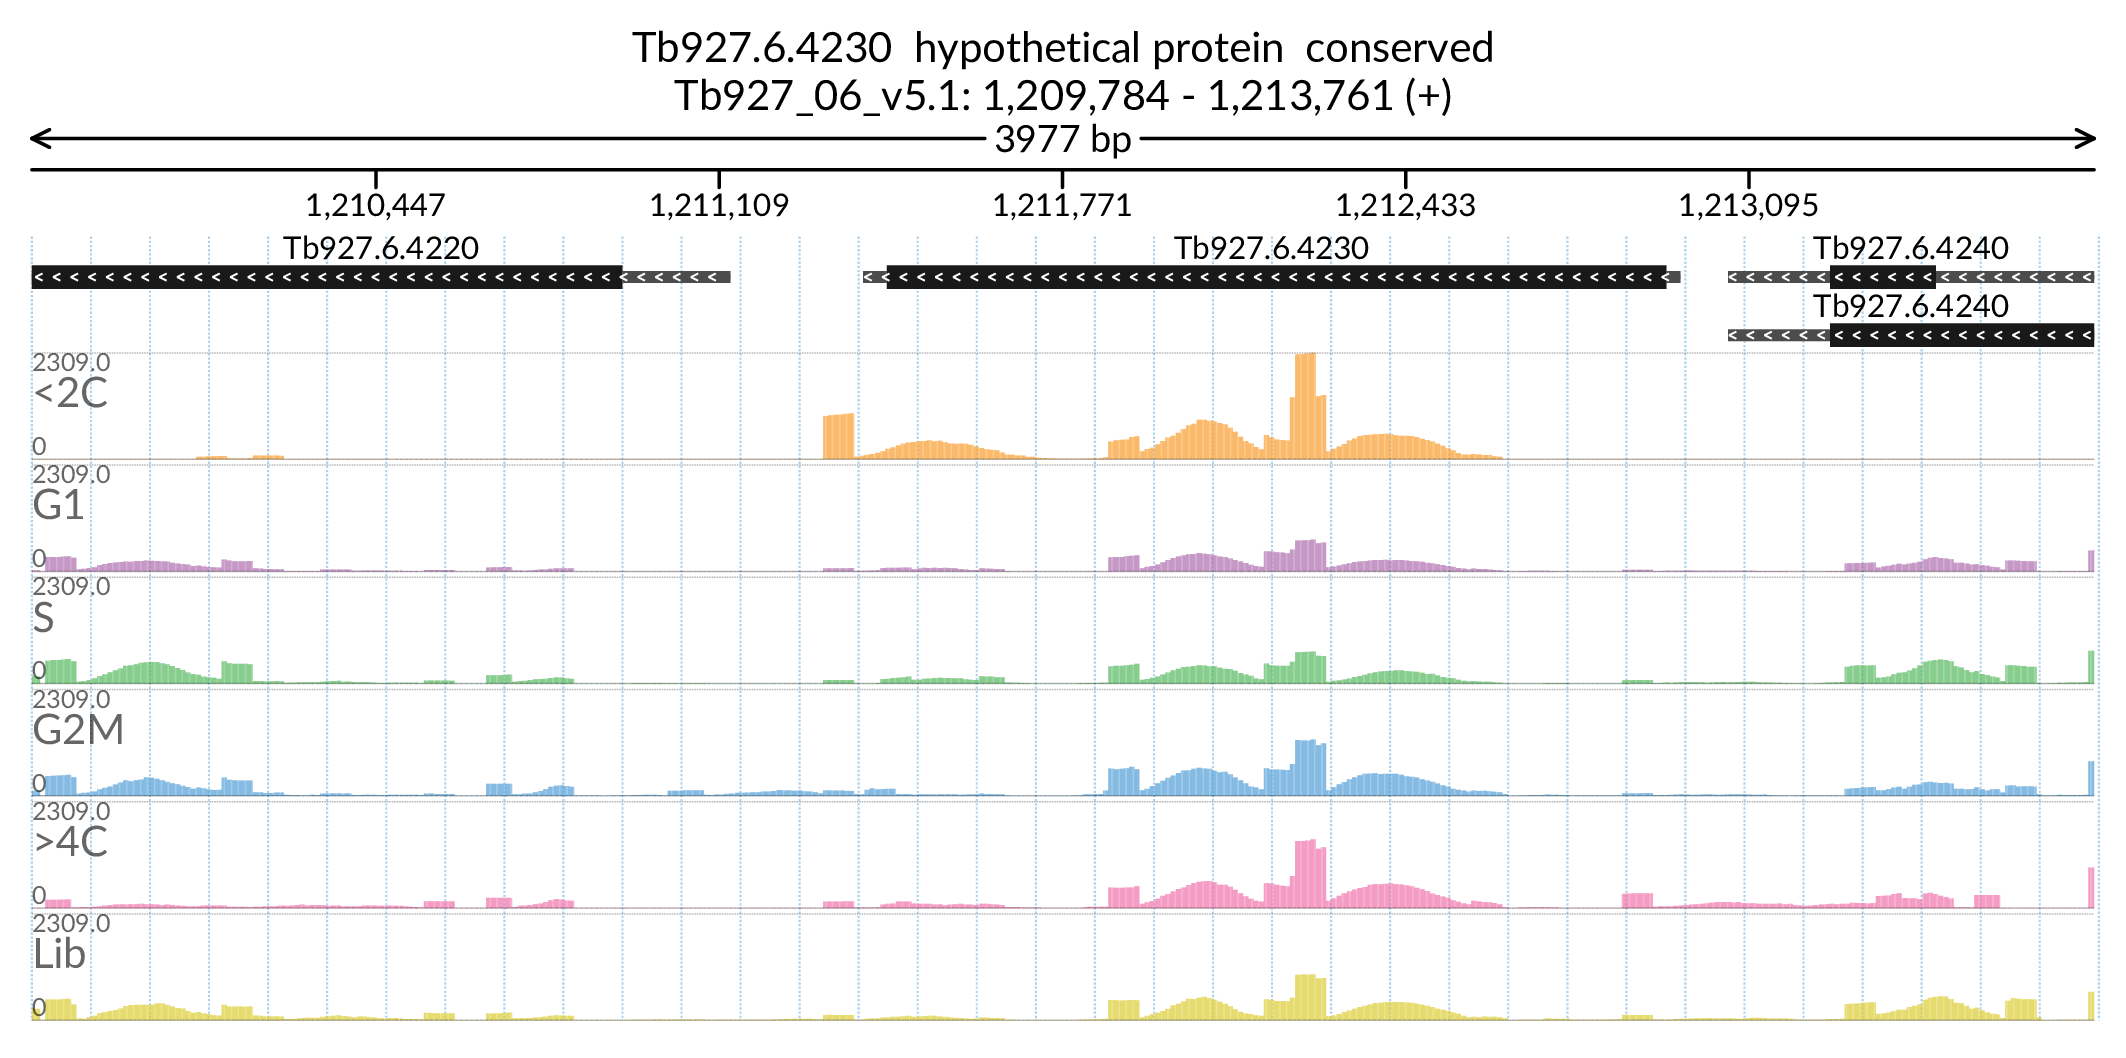 Tb927.6.4230  hypothetical protein  conserved
Tb927_06_v5.1: 1,209,784 - 1,213,761 (+)
3977 bp
1,210,447 1,211,109 1,211,771 1,212,433 1,213,095
Tb927.6.4220 Tb927.6.4230 Tb927.6.4240
Tb927.6.4240
2309.0
<2C
0
2309.0
G1
0
2309.0
S
0
2309.0
G2M
0
2309.0
>4C
0
2309.0
Lib
0